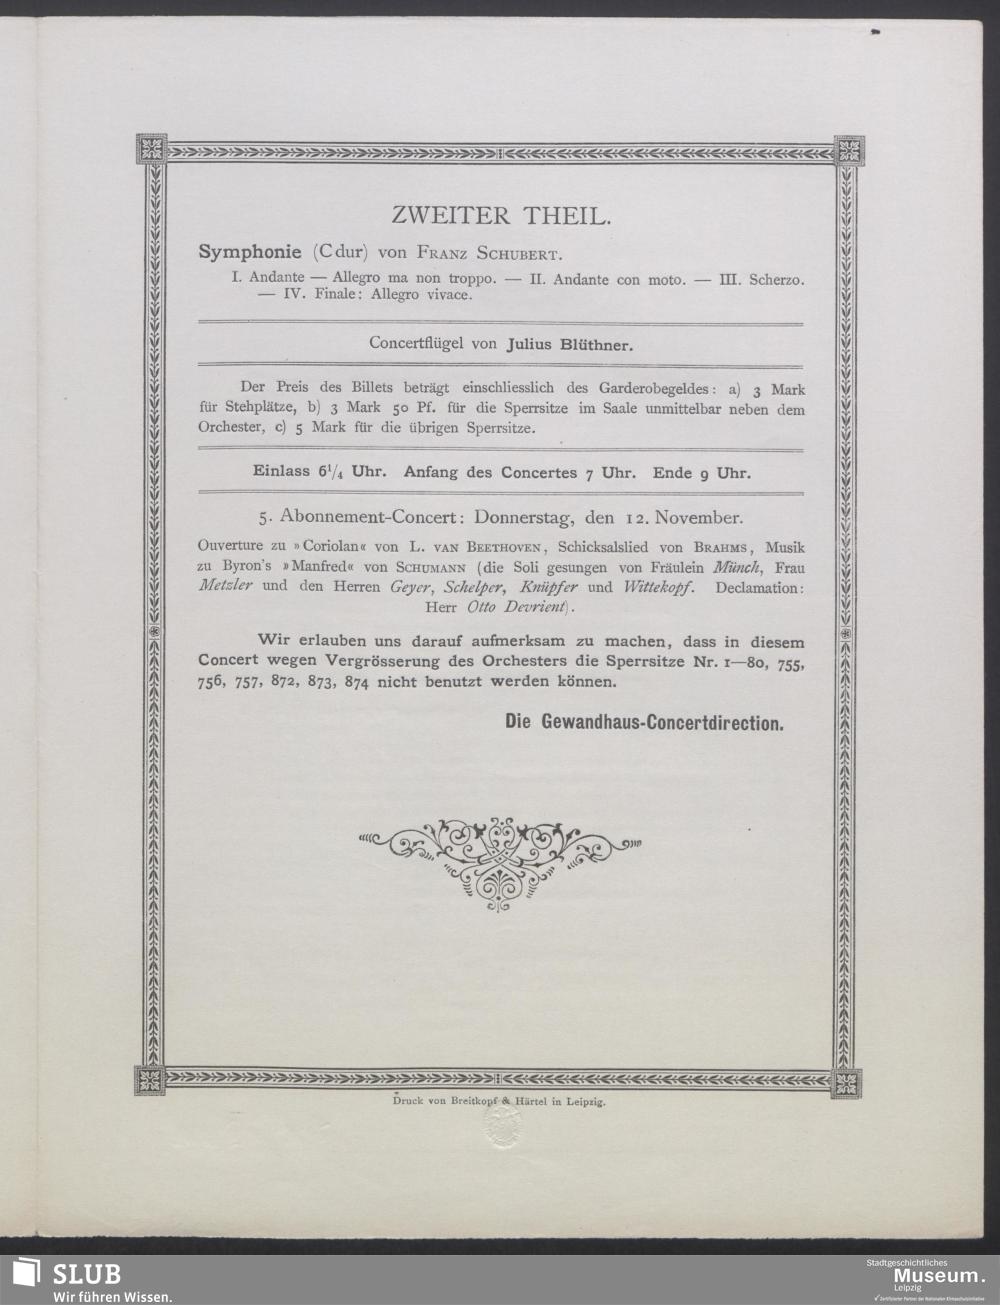 ZWEITER THEIL.
Symphonie (Cdur) von FRANZ SCHUBERT.
I. Andante — Allegro ma non troppo. — II. Andante con moto. — III. Scherzo.
— IV. Finale: Allegro vivace.
Concertflügel von Julius Blüthner.
Der Preis des Billets beträgt einschliesslich des Garderobegeldes: a) 3 Mark
für Stehplätze, b) 3 Mark 50 Pf. für die Sperrsitze im Saale unmittelbar neben dem
Orchester, c) 5 Mark für die übrigen Sperrsitze.
Einlass 6¹/₄ Uhr. Anfang des Concertes 7 Uhr. Ende 9 Uhr.
5. Abonnement-Concert: Donnerstag, den 12. November.
Ouverture zu »Coriolan« von L. VAN BEETHOVEN, Schicksalslied von BRAHMS, Musik
zu Byron's »Manfred« von SCHUMANN (die Soli gesungen von Fräulein Münch, Frau
Metzler und den Herren Geyer, Schelper, Knüpfer und Wittekopf. Declamation:
Herr Otto Devrient).
Wir erlauben uns darauf aufmerksam zu machen, dass in diesem
Concert wegen Vergrösserung des Orchesters die Sperrsitze Nr. 1—80, 755,
756, 757, 872, 873, 874 nicht benutzt werden können.
Die Gewandhaus-Concertdirection.
Druck von Breitkopf & Härtel in Leipzig.
SLUB
Wir führen Wissen.
Stadtgeschichtliches
Museum.
Leipzig
Zertifizierter Partner der Nationalen Klimaschutzinitiative